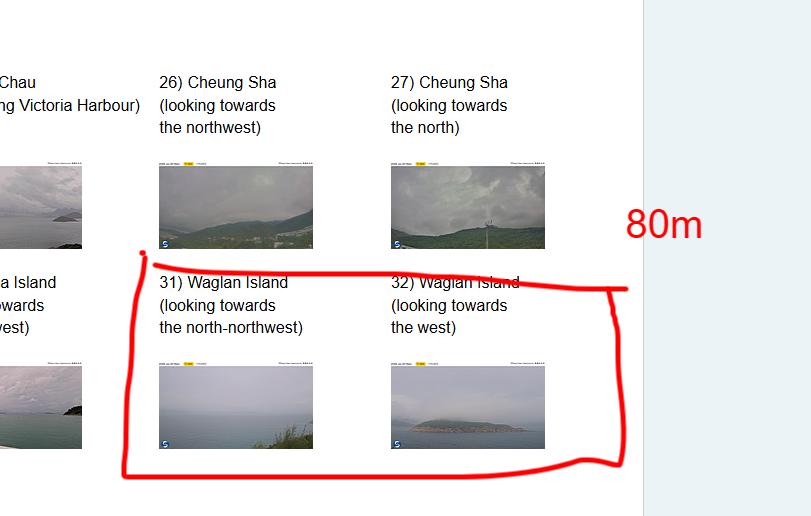 Chau
ng Victoria Harbour)
26) Cheung Sha
(looking towards
the northwest)
27) Cheung Sha
(looking towards
the north)
80m
a Island
owards
est)
31) Waglan Island
(looking towards
the north-northwest)
32) Waglan Island
(looking towards
the west)